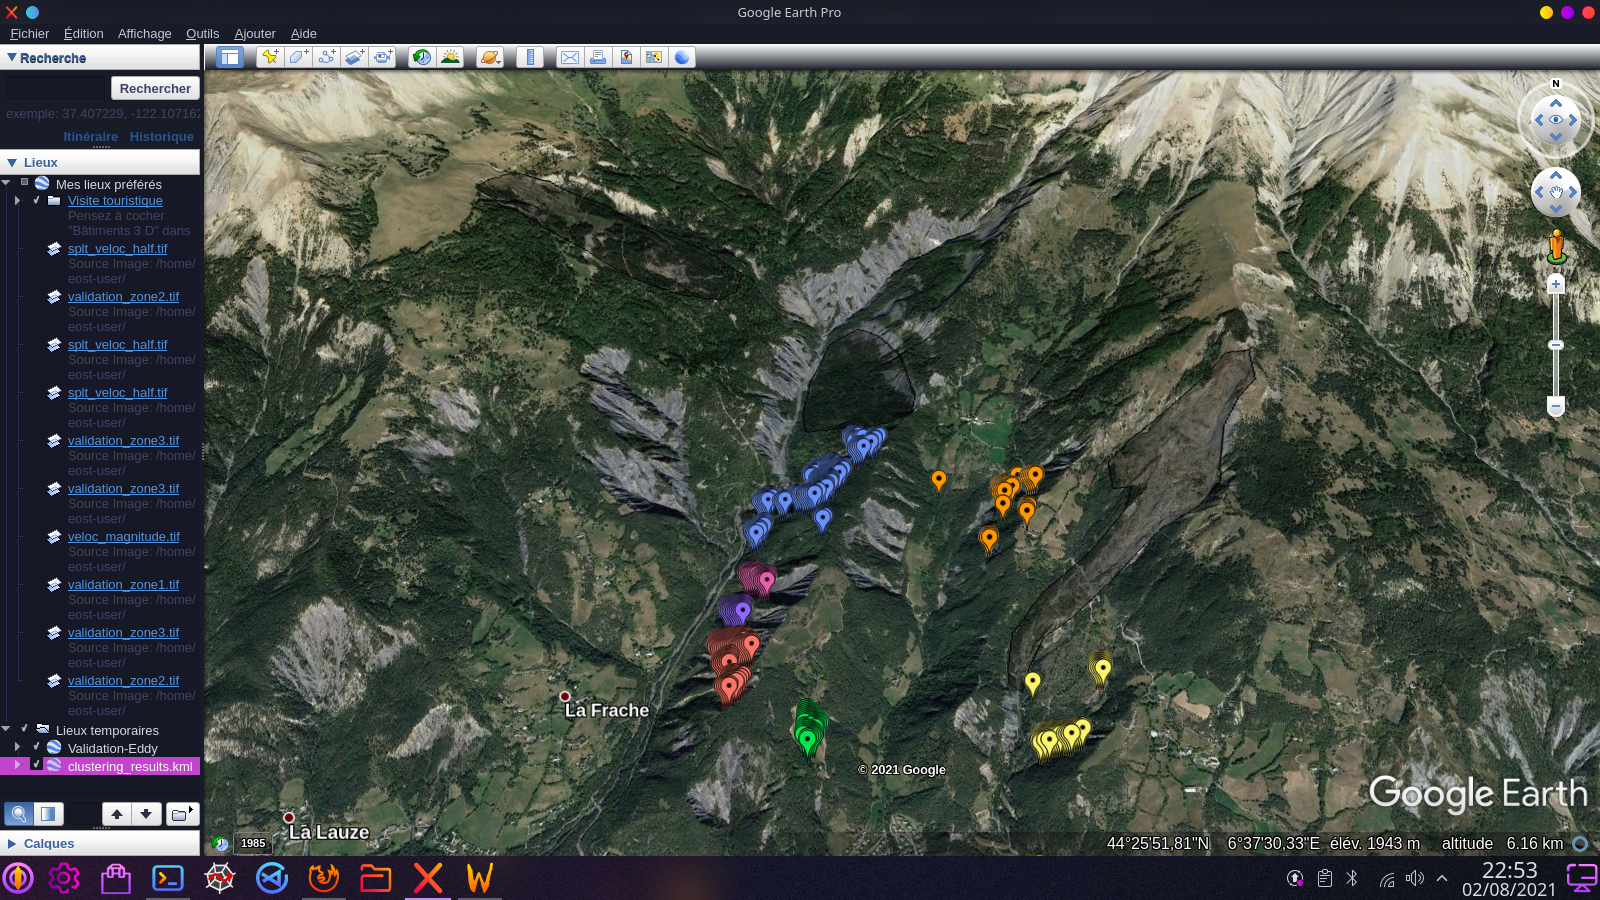 Google Earth Pro
Fichier Édition Affichage Outils Ajouter Aide
Recherche
Rechercher
exemple: 37.407229, -122.107162
Itinéraire Historique
Lieux
Mes lieux préférés
Visite touristique
Pensez à cocher
"Bâtiments 3 D" dans
splt_veloc_half.tif
Source Image: /home/
eost-user/
validation_zone2.tif
Source Image: /home/
eost-user/
splt_veloc_half.tif
Source Image: /home/
eost-user/
splt_veloc_half.tif
Source Image: /home/
eost-user/
validation_zone3.tif
Source Image: /home/
eost-user/
validation_zone3.tif
Source Image: /home/
eost-user/
veloc_magnitude.tif
Source Image: /home/
eost-user/
validation_zone1.tif
Source Image: /home/
eost-user/
validation_zone3.tif
Source Image: /home/
eost-user/
validation_zone2.tif
Source Image: /home/
eost-user/
Lieux temporaires
Validation-Eddy
clustering_results.kml
Calques
N
La Frache
La Lauze
© 2021 Google
Google Earth
1985
44°25'51,81"N 6°37'30,33"E élév. 1943 m altitude 6.16 km
22:53
02/08/2021